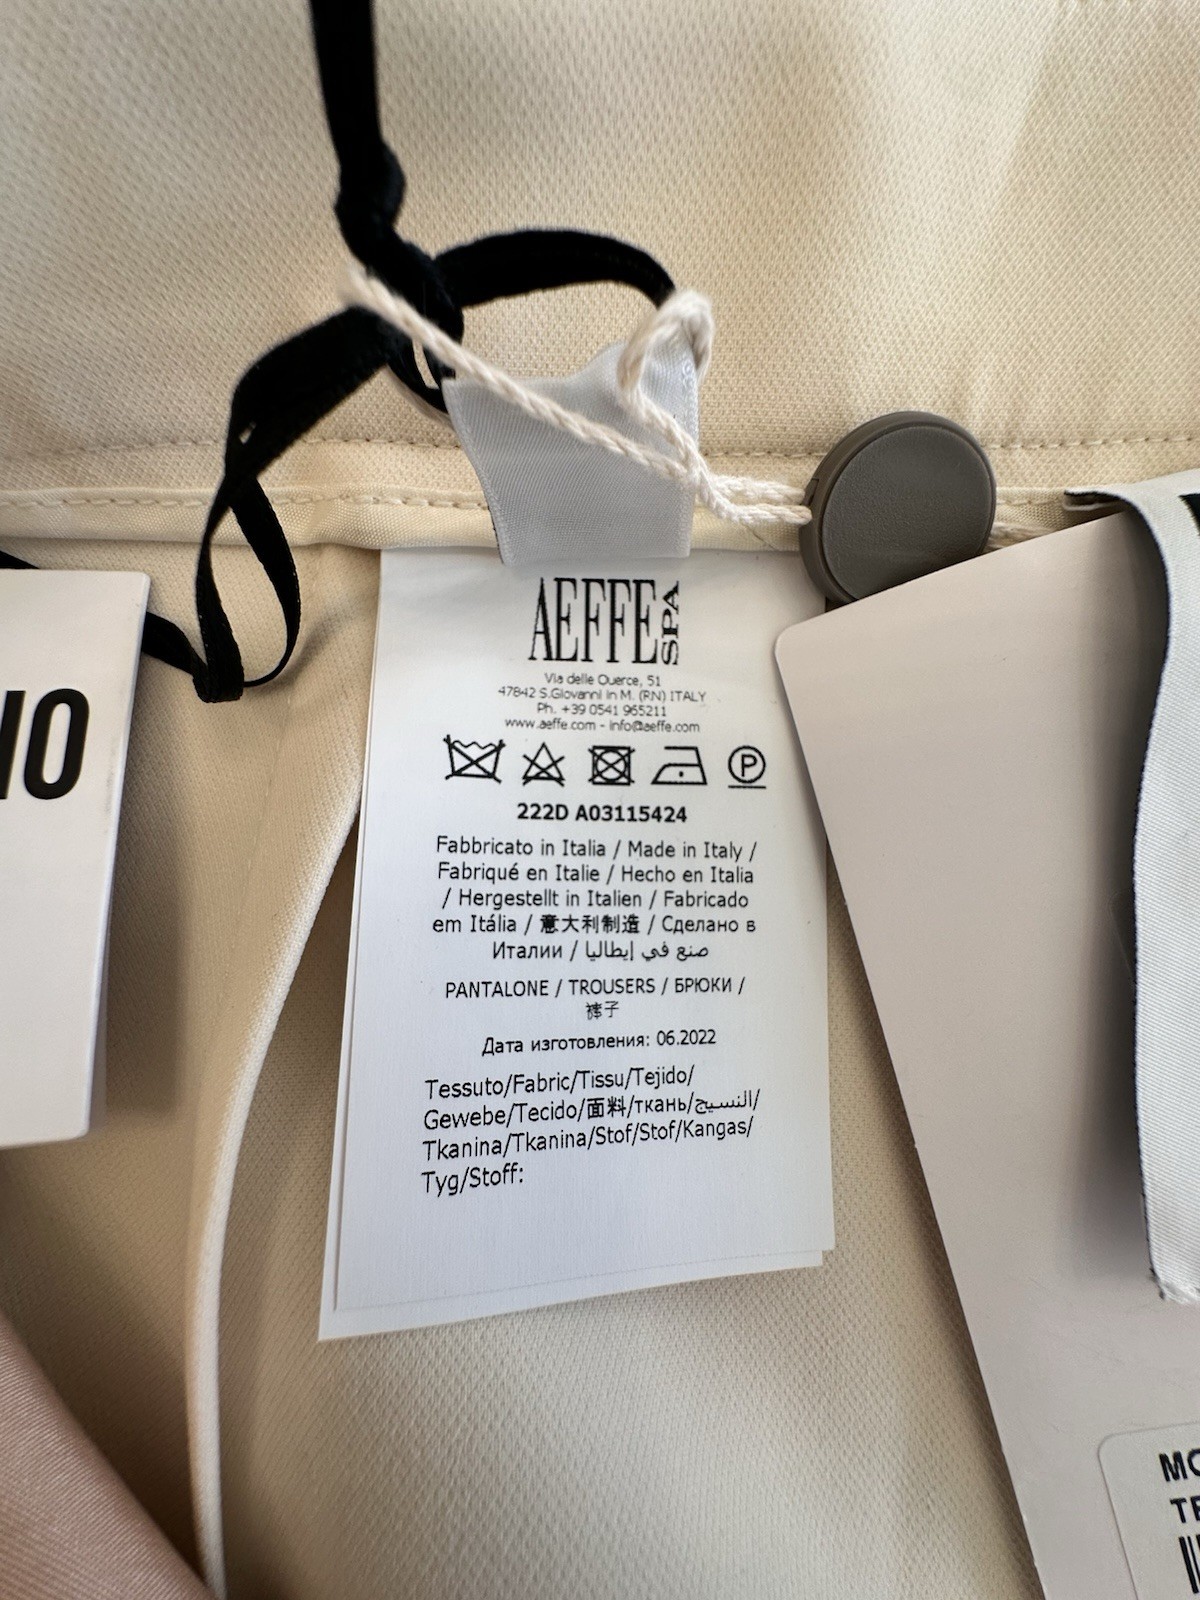 AEFFE SPA
Via delle Querce, 51
47842 S.Giovanni in M. (RN) ITALY
Ph. +39 0541 965211
www.aeffe.com - info@aeffe.com
P
222D A03115424
Fabbricato in Italia / Made in Italy /
Fabriqué en Italie / Hecho en Italia
/ Hergestellt in Italien / Fabricado
em Itália / 意大利制造 / Сделано в
Италии / صنع في إيطاليا
PANTALONE / TROUSERS / БРЮКИ /
裤子
Дата изготовления: 06.2022
Tessuto/Fabric/Tissu/Tejido/
Gewebe/Tecido/面料/ткань/النسيج/
Tkanina/Tkanina/Stof/Stof/Kangas/
Tyg/Stoff: